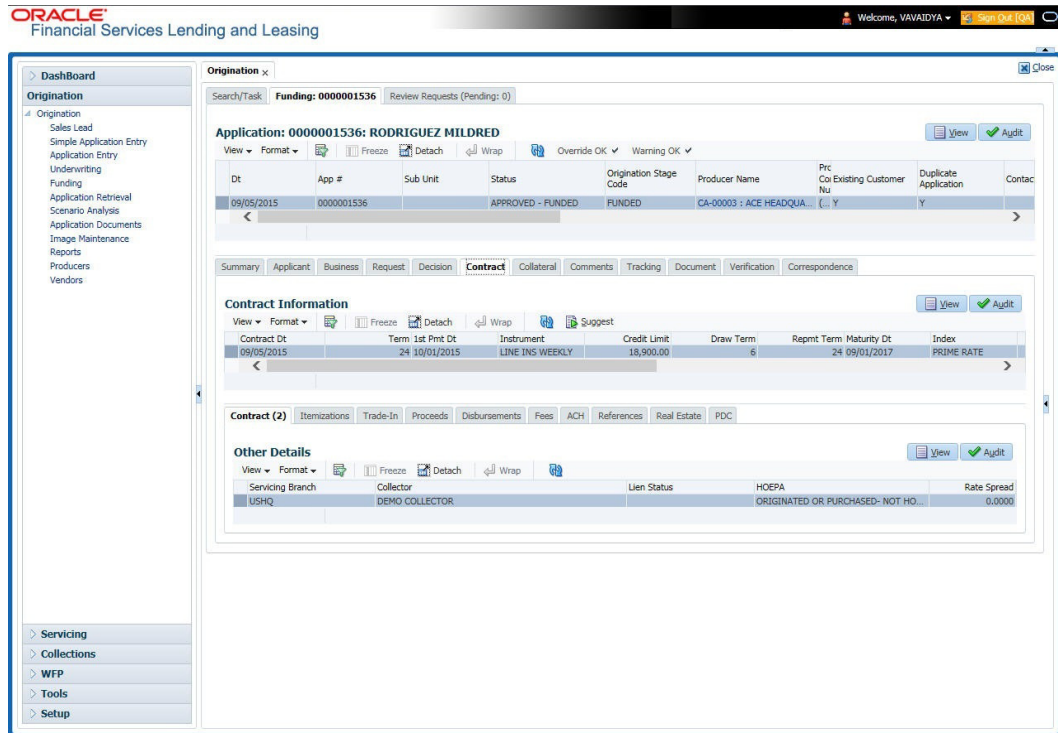 ORACLE
Financial Services Lending and Leasing
Welcome, VAVAIDYA
Sign Out [QA]
Close
DashBoard
Origination
Origination
Sales Lead
Simple Application Entry
Application Entry
Underwriting
Funding
Application Retrieval
Scenario Analysis
Application Documents
Image Maintenance
Reports
Producers
Vendors
Servicing
Collections
WFP
Tools
Setup
Origination x
Search/Task Funding: 0000001536 Review Requests (Pending: 0)
Application: 0000001536: RODRIGUEZ MILDRED
View Audit
View Format Freeze Detach Wrap Override OK Warning OK
Dt App # Sub Unit Status Origination Stage Code Producer Name Prc Co Nu Existing Customer Duplicate Application Contac
09/05/2015 0000001536 APPROVED - FUNDED FUNDED CA-00003 : ACE HEADQUA... (... Y Y
Summary Applicant Business Request Decision Contract Collateral Comments Tracking Document Verification Correspondence
Contract Information
View Audit
View Format Freeze Detach Wrap Suggest
Contract Dt Term 1st Pmt Dt Instrument Credit Limit Draw Term Repmt Term Maturity Dt Index
09/05/2015 24 10/01/2015 LINE INS WEEKLY 18,900.00 6 24 09/01/2017 PRIME RATE
Contract (2) Itemizations Trade-In Proceeds Disbursements Fees ACH References Real Estate PDC
Other Details
View Audit
View Format Freeze Detach Wrap
Servicing Branch Collector Lien Status HOEPA Rate Spread
USHQ DEMO COLLECTOR ORIGINATED OR PURCHASED- NOT HO... 0.0000